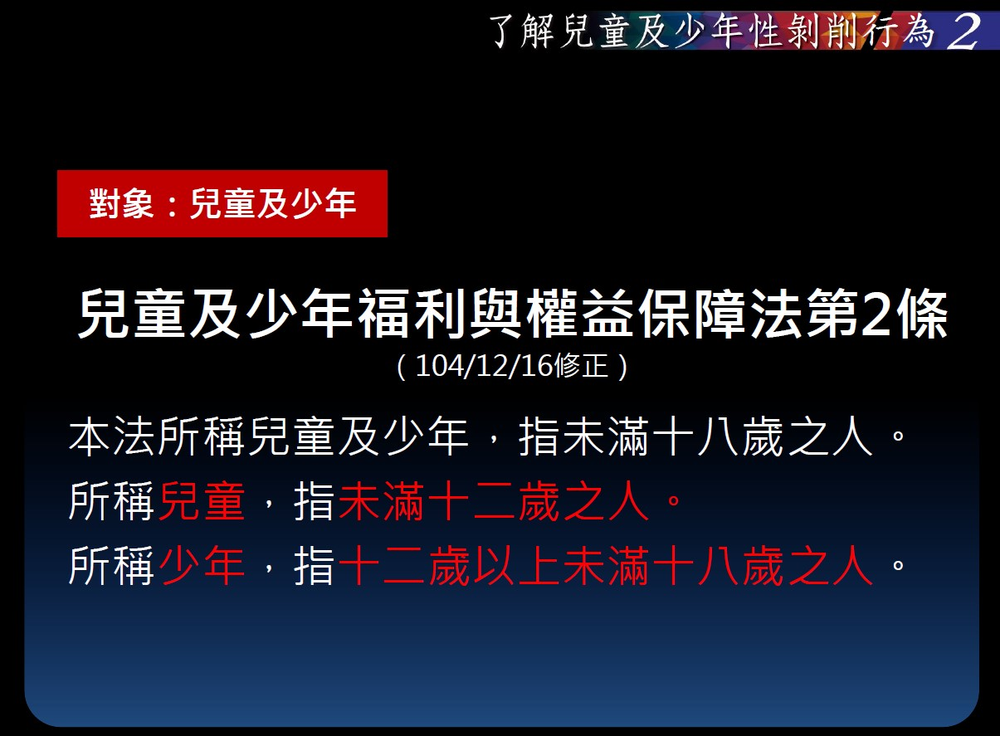 了解兒童及少年性剝削行為 2
對象：兒童及少年
兒童及少年福利與權益保障法第2條
（104/12/16修正）
本法所稱兒童及少年，指未滿十八歲之人。
所稱兒童，指未滿十二歲之人。
所稱少年，指十二歲以上未滿十八歲之人。